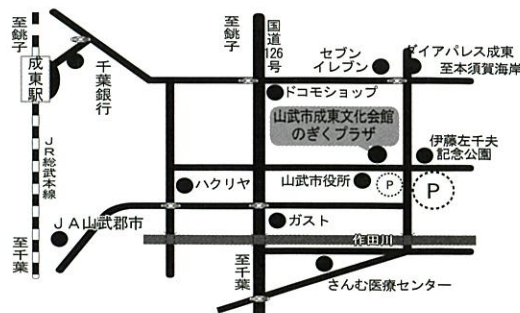 至銚子
成東駅
千葉銀行
JR総武本線
至千葉
JA山武郡市
至銚子
国道126号
セブン
イレブン
ダイアパレス成東
至本須賀海岸
ドコモショップ
山武市成東文化会館
のぎくプラザ
伊藤左千夫
記念公園
ハクリヤ
山武市役所
P
P
ガスト
作田川
至千葉
さんむ医療センター